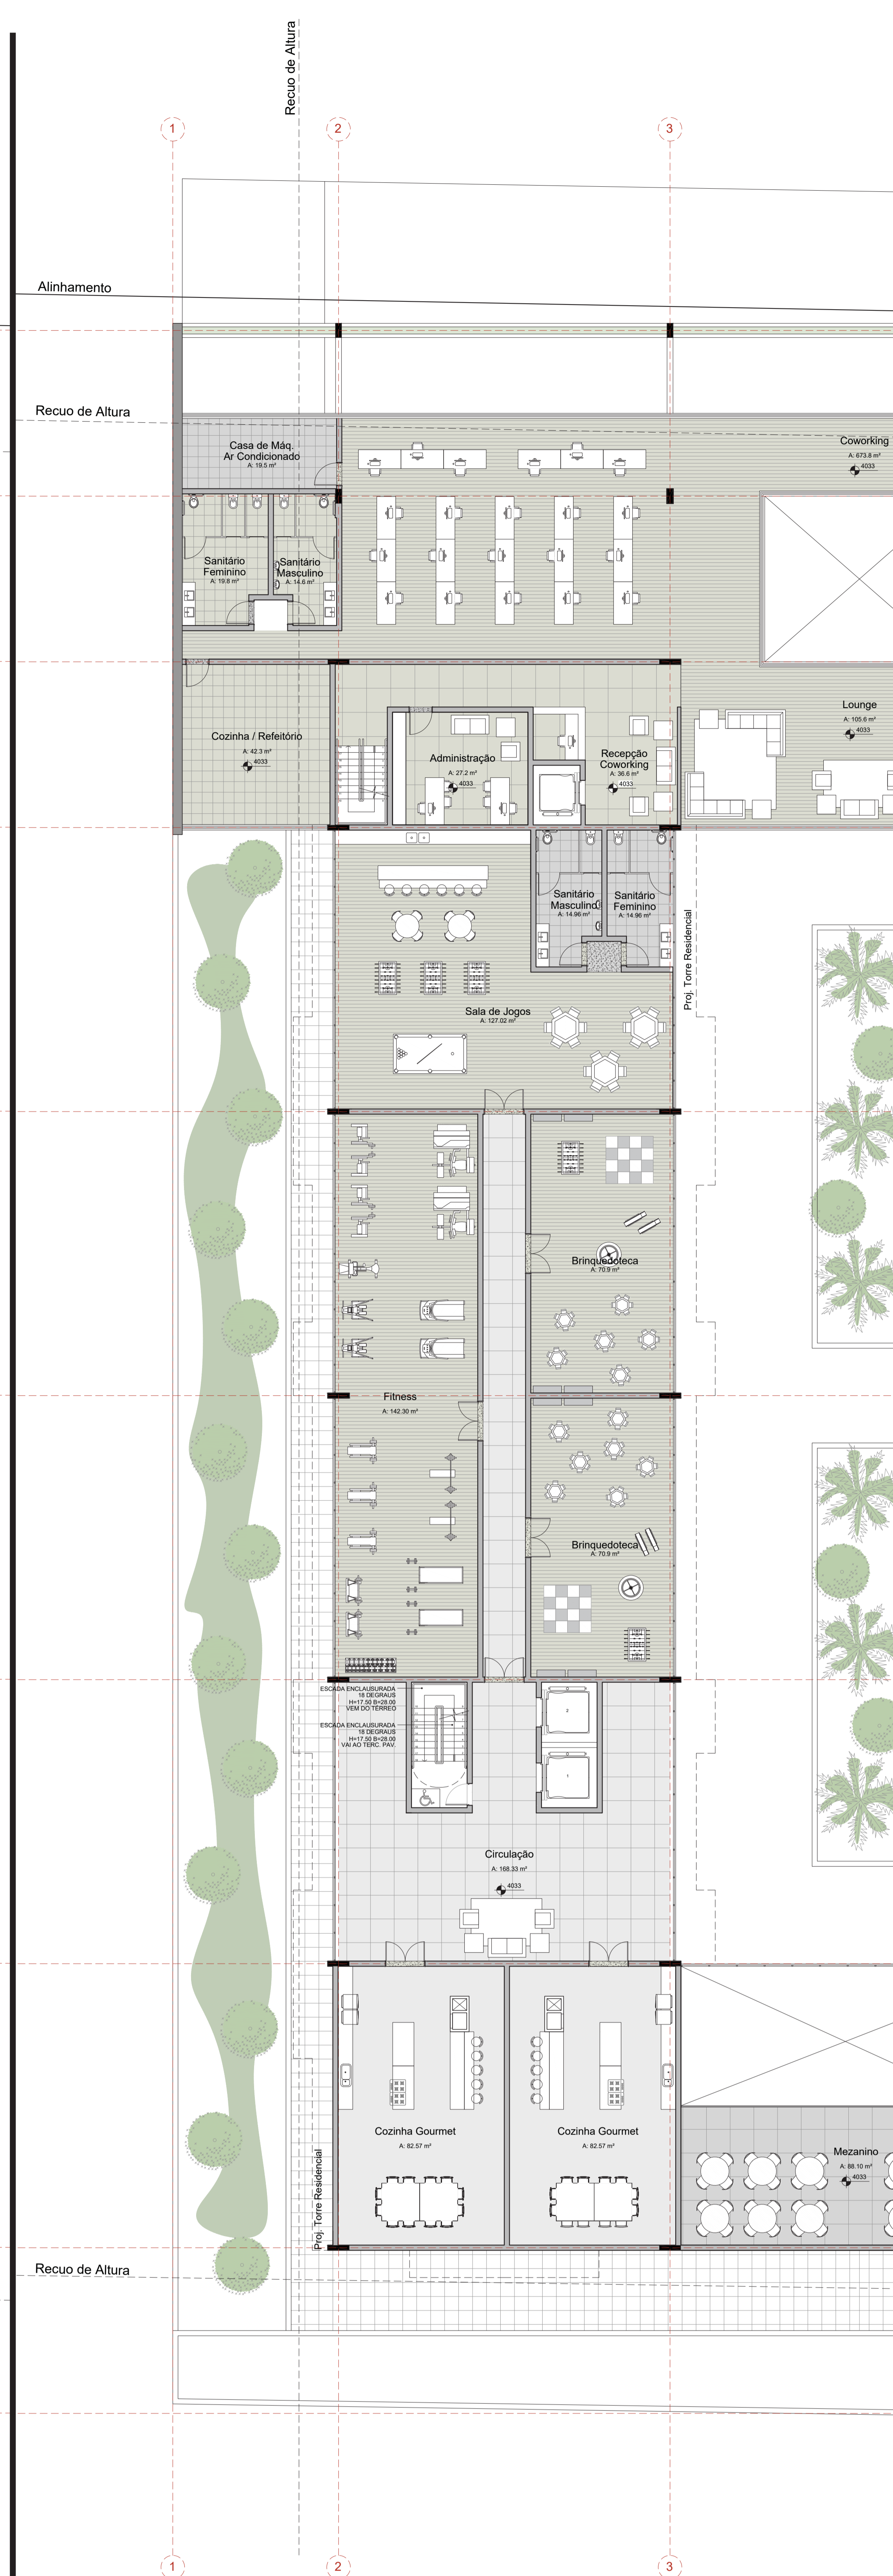 Recuo de Altura
1
2
3
Alinhamento
Recuo de Altura
Coworking
A: 673.8 m²
4033
Casa de Máq.
Ar Condicionado
A: 19.5 m²
Sanitário
Feminino
A: 19.8 m²
Sanitário
Masculino
A: 14.6 m²
Cozinha / Refeitório
A: 42.3 m²
4033
Administração
A: 27.2 m²
4033
Recepção
Coworking
A: 36.6 m²
4033
Lounge
A: 105.6 m²
4033
Sanitário
Masculino
A: 14.96 m²
Sanitário
Feminino
A: 14.96 m²
Proj. Torre Residencial
Sala de Jogos
A: 127.02 m²
Brinquedoteca
A: 70.9 m²
Fitness
A: 142.30 m²
Brinquedoteca
A: 70.9 m²
ESCADA ENCLAUSURADA
18 DEGRAUS
H=17.50 B=28.00
VEM DO TÉRREO
ESCADA ENCLAUSURADA
18 DEGRAUS
H=17.50 B=28.00
VAI AO TERC. PAV.
2
1
Circulação
A: 168.33 m²
4033
Cozinha Gourmet
A: 82.57 m²
Cozinha Gourmet
A: 82.57 m²
Mezanino
A: 88.10 m²
4033
Proj. Torre Residencial
Recuo de Altura
1
2
3